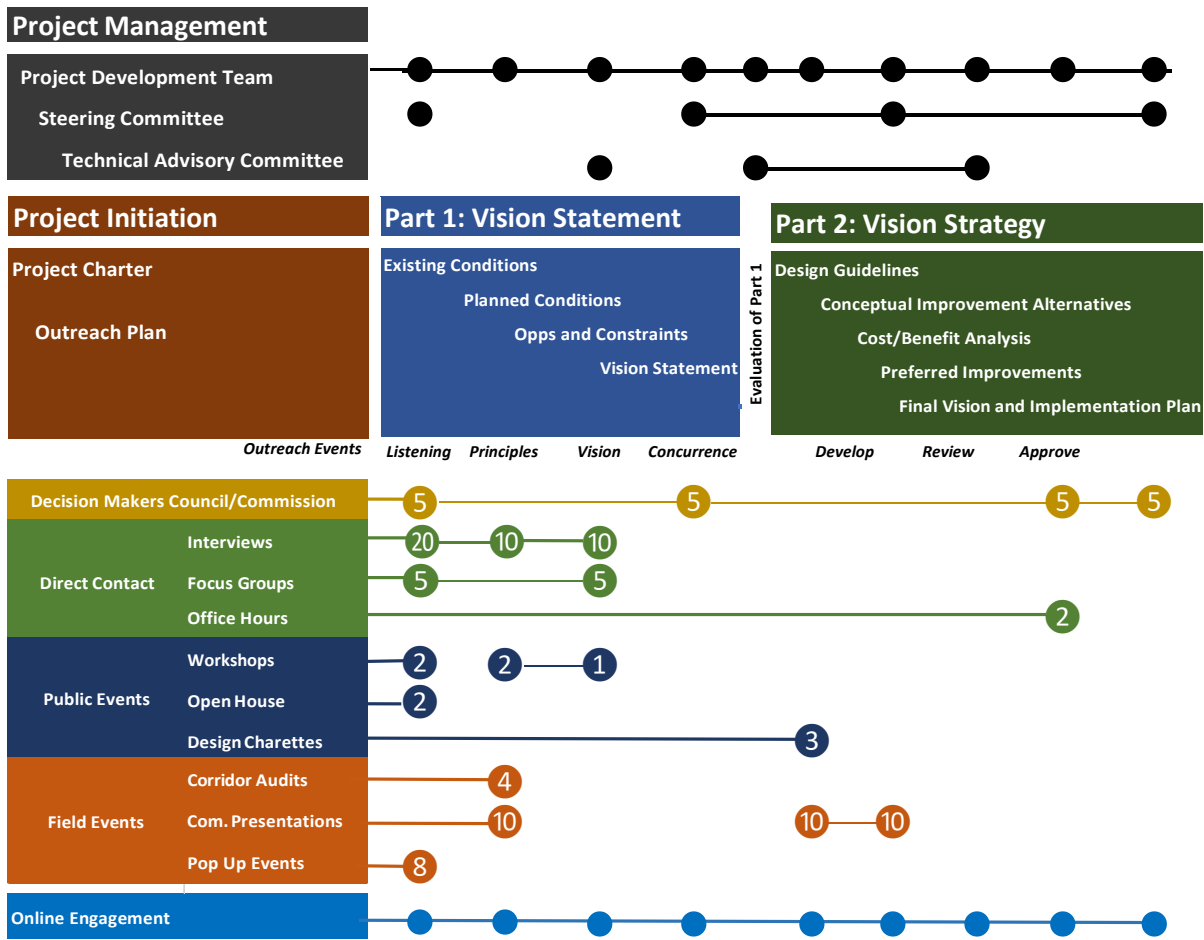 Project Management
Project Development Team
Steering Committee
Technical Advisory Committee
Project Initiation
Project Charter
Outreach Plan
Part 1: Vision Statement
Existing Conditions
Planned Conditions
Opps and Constraints
Vision Statement
Evaluation of Part 1
Part 2: Vision Strategy
Design Guidelines
Conceptual Improvement Alternatives
Cost/Benefit Analysis
Preferred Improvements
Final Vision and Implementation Plan
Outreach Events Listening Principles Vision Concurrence Develop Review Approve
Decision Makers Council/Commission 5 5 5 5
Direct Contact
Interviews 20 10 10
Focus Groups 5 5
Office Hours 2
Public Events
Workshops 2 2 1
Open House 2
Design Charettes 3
Field Events
Corridor Audits 4
Com. Presentations 10 10 10
Pop Up Events 8
Online Engagement